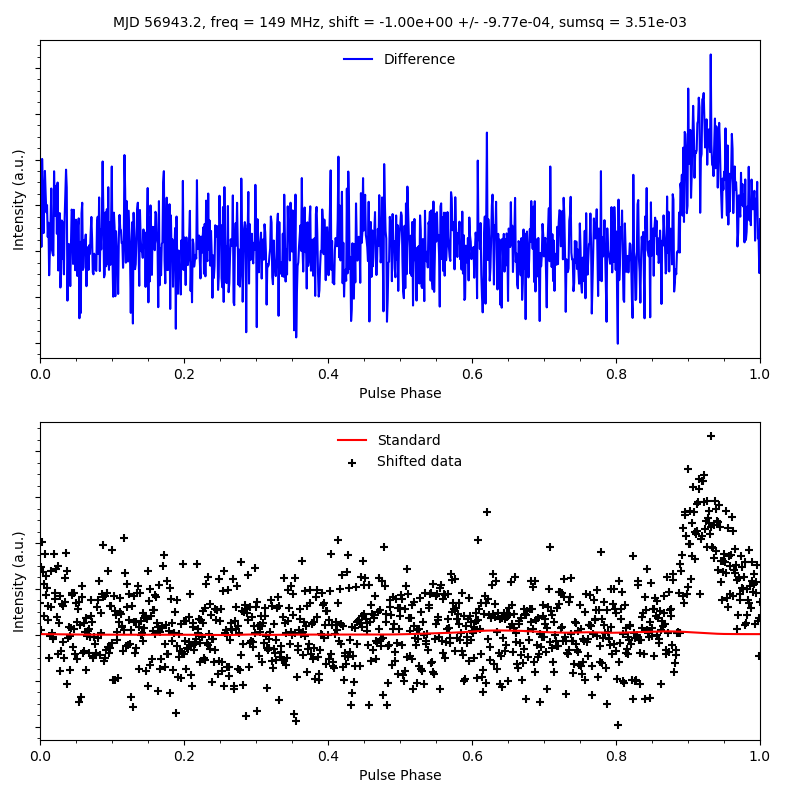 MJD 56943.2, freq = 149 MHz, shift = -1.00e+00 +/- -9.77e-04, sumsq = 3.51e-03
Difference
Intensity (a.u.)
0.0 0.2 0.4 0.6 0.8 1.0
Pulse Phase
Standard
Shifted data
Intensity (a.u.)
0.0 0.2 0.4 0.6 0.8 1.0
Pulse Phase